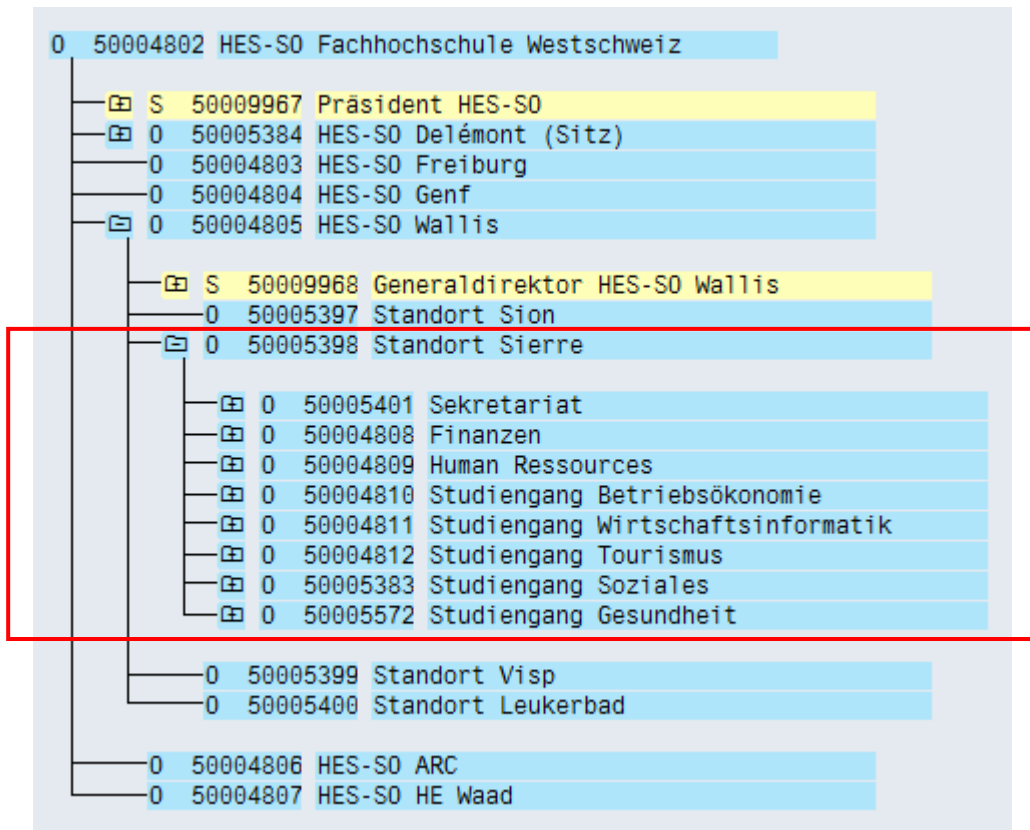 O 50004802 HES-SO Fachhochschule Westschweiz
S 50009967 Präsident HES-SO
O 50005384 HES-SO Delémont (Sitz)
O 50004803 HES-SO Freiburg
O 50004804 HES-SO Genf
O 50004805 HES-SO Wallis
S 50009968 Generaldirektor HES-SO Wallis
O 50005397 Standort Sion
O 50005398 Standort Sierre
O 50005401 Sekretariat
O 50004808 Finanzen
O 50004809 Human Ressources
O 50004810 Studiengang Betriebsökonomie
O 50004811 Studiengang Wirtschaftsinformatik
O 50004812 Studiengang Tourismus
O 50005383 Studiengang Soziales
O 50005572 Studiengang Gesundheit
O 50005399 Standort Visp
O 50005400 Standort Leukerbad
O 50004806 HES-SO ARC
O 50004807 HES-SO HE Waad